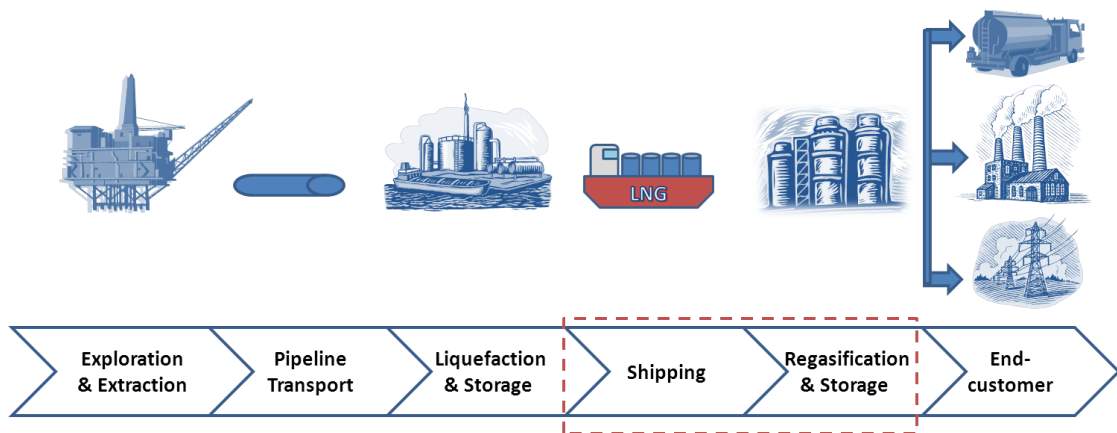 LNG
Exploration
& Extraction
Pipeline
Transport
Liquefaction
& Storage
Shipping
Regasification
& Storage
End-
customer